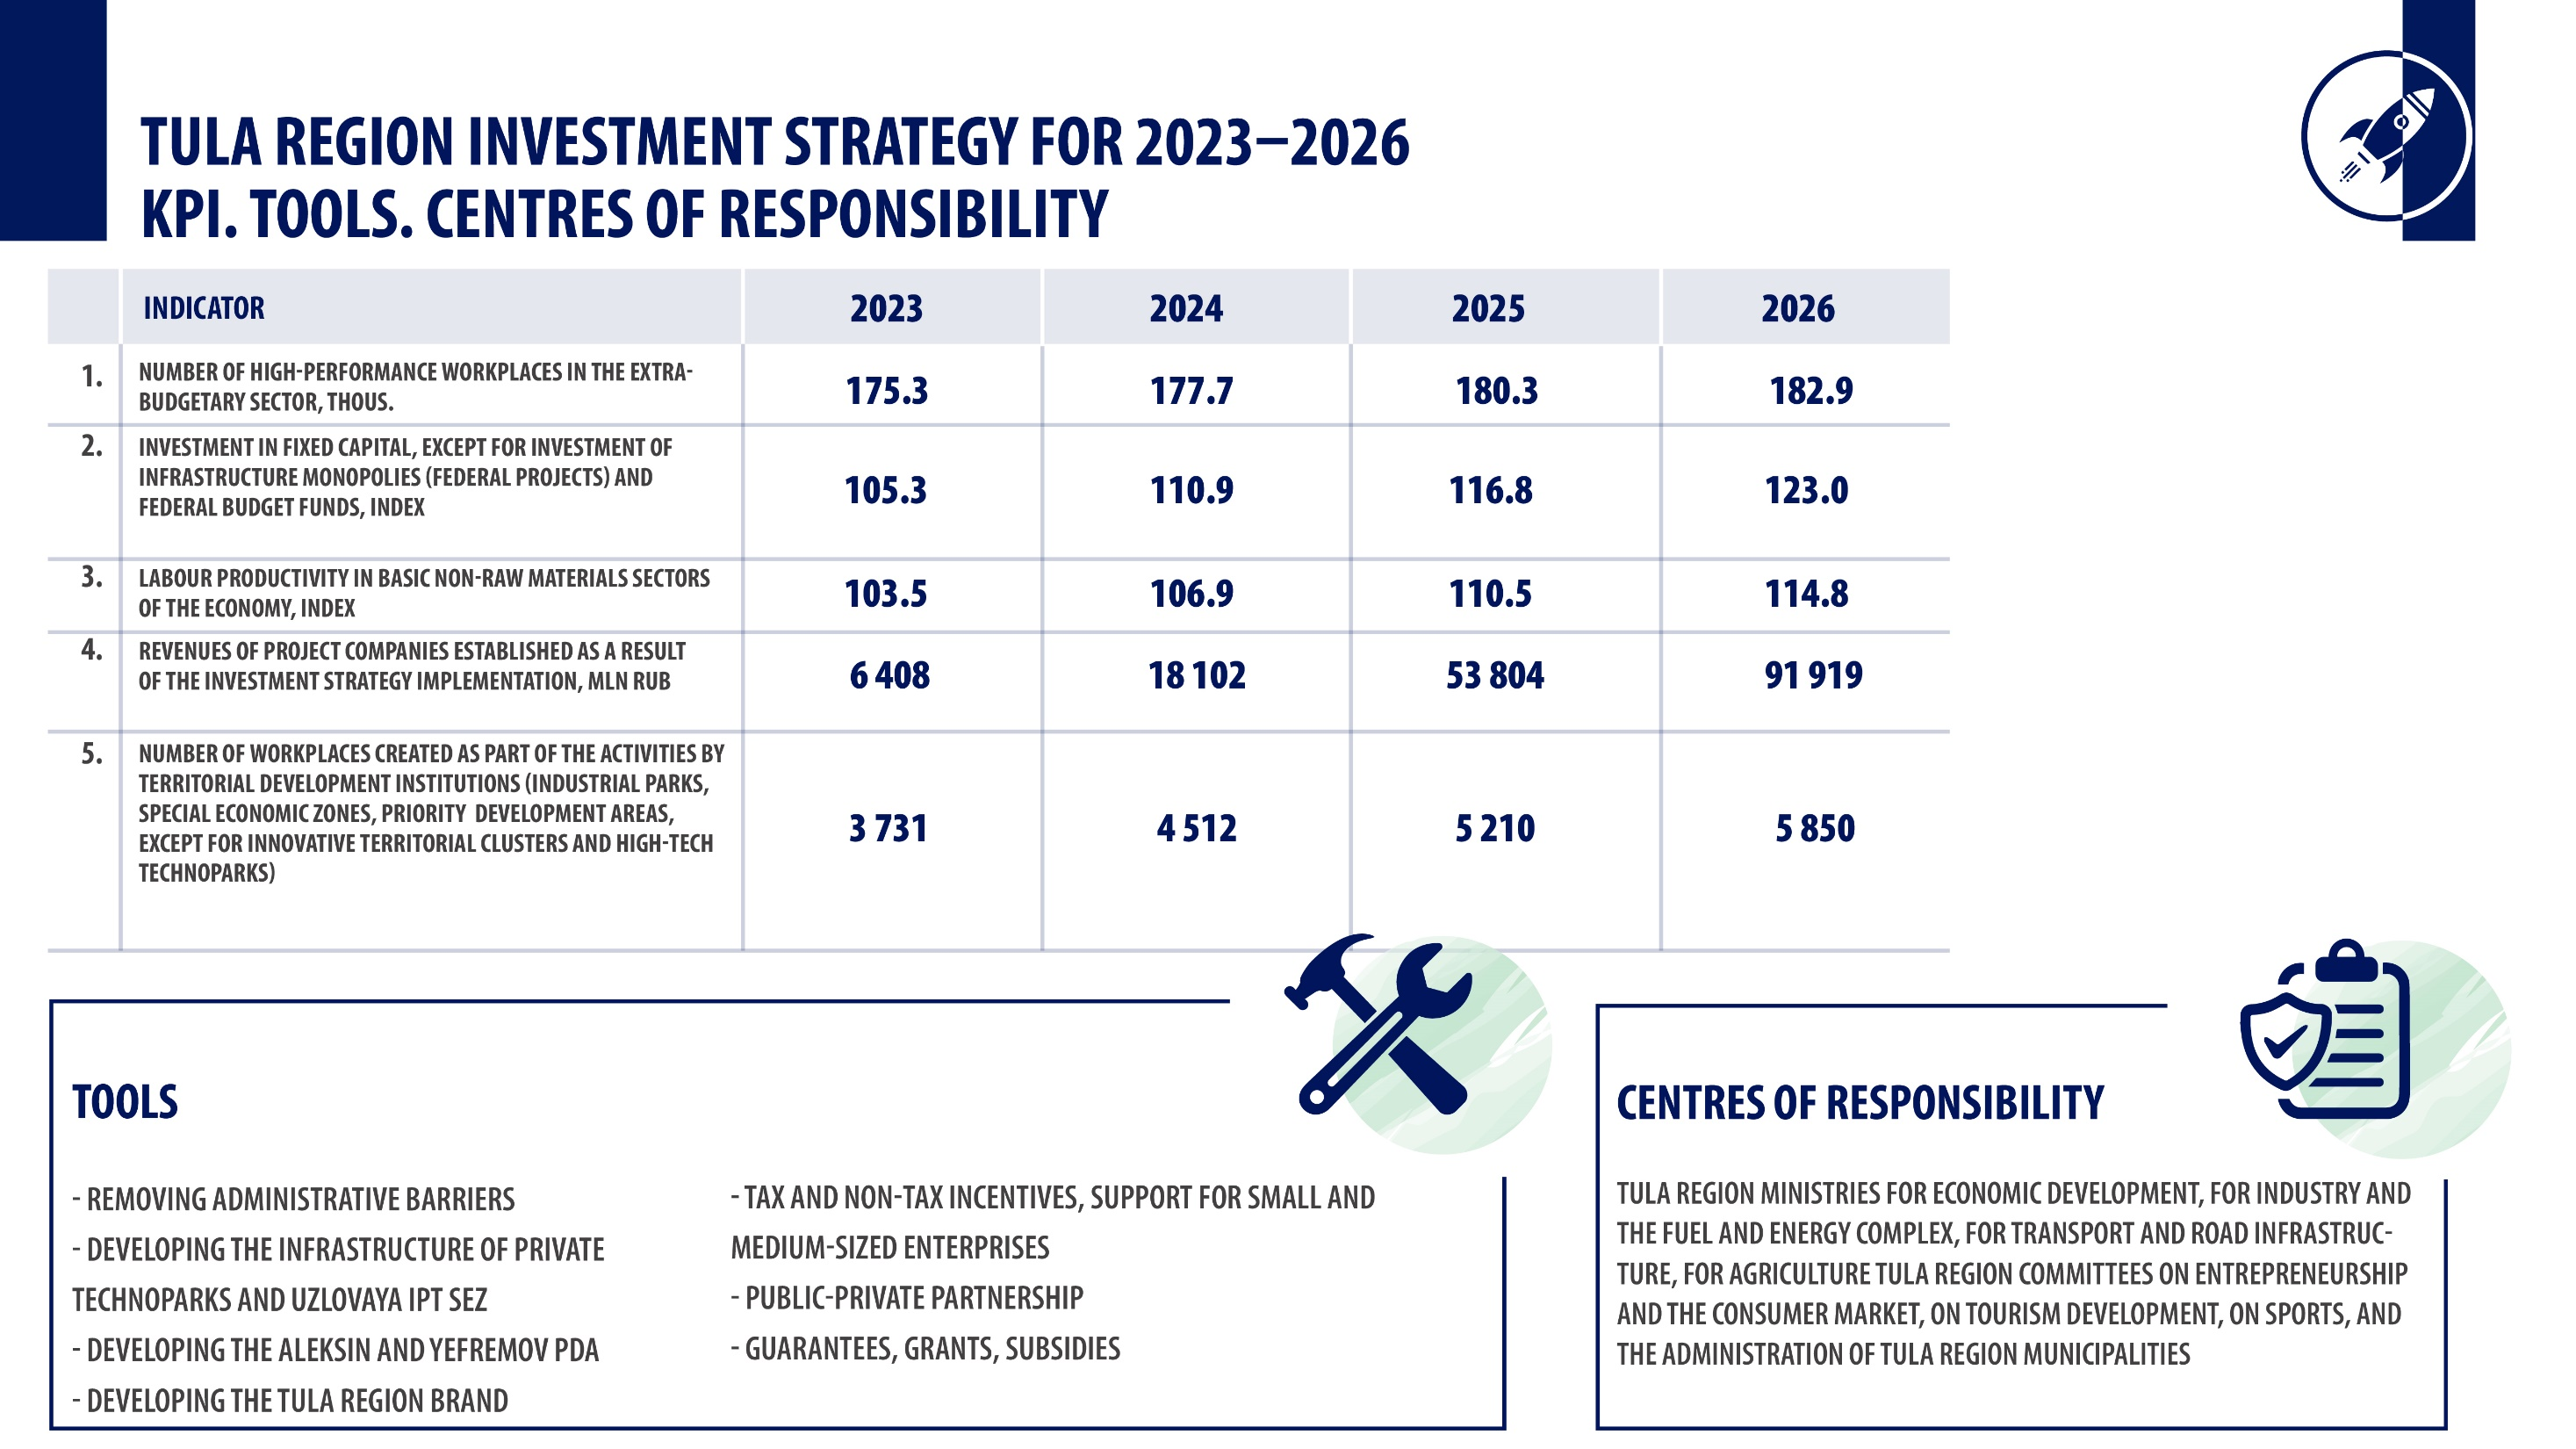 TULA REGION INVESTMENT STRATEGY FOR 2023–2026
KPI. TOOLS. CENTRES OF RESPONSIBILITY
INDICATOR 2023 2024 2025 2026
1. NUMBER OF HIGH-PERFORMANCE WORKPLACES IN THE EXTRA-
BUDGETARY SECTOR, THOUS.
175.3 177.7 180.3 182.9
2. INVESTMENT IN FIXED CAPITAL, EXCEPT FOR INVESTMENT OF
INFRASTRUCTURE MONOPOLIES (FEDERAL PROJECTS) AND
FEDERAL BUDGET FUNDS, INDEX
105.3 110.9 116.8 123.0
3. LABOUR PRODUCTIVITY IN BASIC NON-RAW MATERIALS SECTORS
OF THE ECONOMY, INDEX
103.5 106.9 110.5 114.8
4. REVENUES OF PROJECT COMPANIES ESTABLISHED AS A RESULT
OF THE INVESTMENT STRATEGY IMPLEMENTATION, MLN RUB
6 408 18 102 53 804 91 919
5. NUMBER OF WORKPLACES CREATED AS PART OF THE ACTIVITIES BY
TERRITORIAL DEVELOPMENT INSTITUTIONS (INDUSTRIAL PARKS,
SPECIAL ECONOMIC ZONES, PRIORITY DEVELOPMENT AREAS,
EXCEPT FOR INNOVATIVE TERRITORIAL CLUSTERS AND HIGH-TECH
TECHNOPARKS)
3 731 4 512 5 210 5 850
TOOLS
- REMOVING ADMINISTRATIVE BARRIERS
- DEVELOPING THE INFRASTRUCTURE OF PRIVATE
TECHNOPARKS AND UZLOVAYA IPT SEZ
- DEVELOPING THE ALEKSIN AND YEFREMOV PDA
- DEVELOPING THE TULA REGION BRAND
- TAX AND NON-TAX INCENTIVES, SUPPORT FOR SMALL AND
MEDIUM-SIZED ENTERPRISES
- PUBLIC-PRIVATE PARTNERSHIP
- GUARANTEES, GRANTS, SUBSIDIES
CENTRES OF RESPONSIBILITY
TULA REGION MINISTRIES FOR ECONOMIC DEVELOPMENT, FOR INDUSTRY AND
THE FUEL AND ENERGY COMPLEX, FOR TRANSPORT AND ROAD INFRASTRUC-
TURE, FOR AGRICULTURE TULA REGION COMMITTEES ON ENTREPRENEURSHIP
AND THE CONSUMER MARKET, ON TOURISM DEVELOPMENT, ON SPORTS, AND
THE ADMINISTRATION OF TULA REGION MUNICIPALITIES